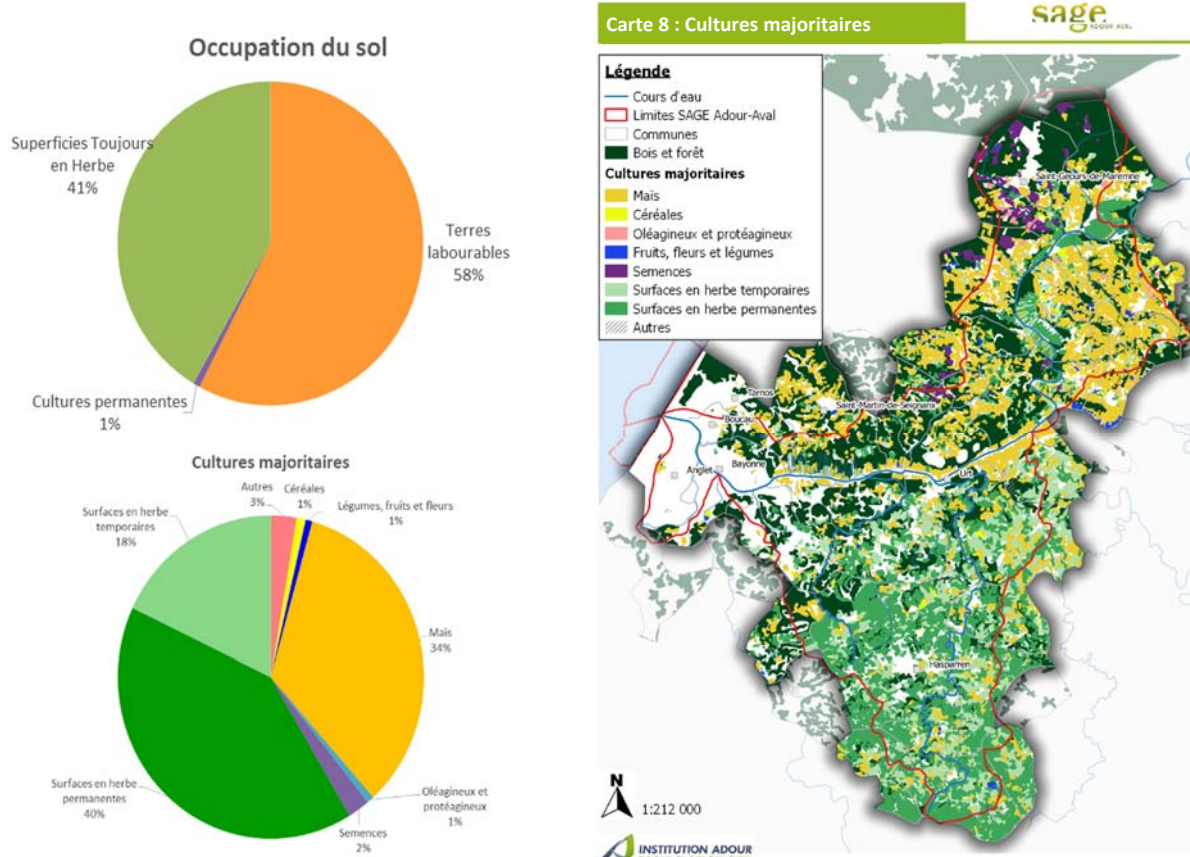 Occupation du sol
Superficies Toujours
en Herbe
41%
Terres
labourables
58%
Cultures permanentes
1%
Cultures majoritaires
Autres
3%
Céréales
1%
Légumes, fruits et fleurs
1%
Surfaces en herbe
temporaires
18%
Maïs
34%
Surfaces en herbe
permanentes
40%
Semences
2%
Oléagineux et
protéagineux
1%
Carte 8 : Cultures majoritaires
sage
ADOUR AVAL
Légende
Cours d'eau
Limites SAGE Adour-Aval
Communes
Bois et forêt
Cultures majoritaires
Maïs
Céréales
Oléagineux et protéagineux
Fruits, fleurs et légumes
Semences
Surfaces en herbe temporaires
Surfaces en herbe permanentes
Autres
Saint-Geours-de-Maremne
Tarnos
Saint-Martin-de-Seignanx
Boucau
Bayonne
Anglet
Urt
Hasparren
N
1:212 000
INSTITUTION ADOUR